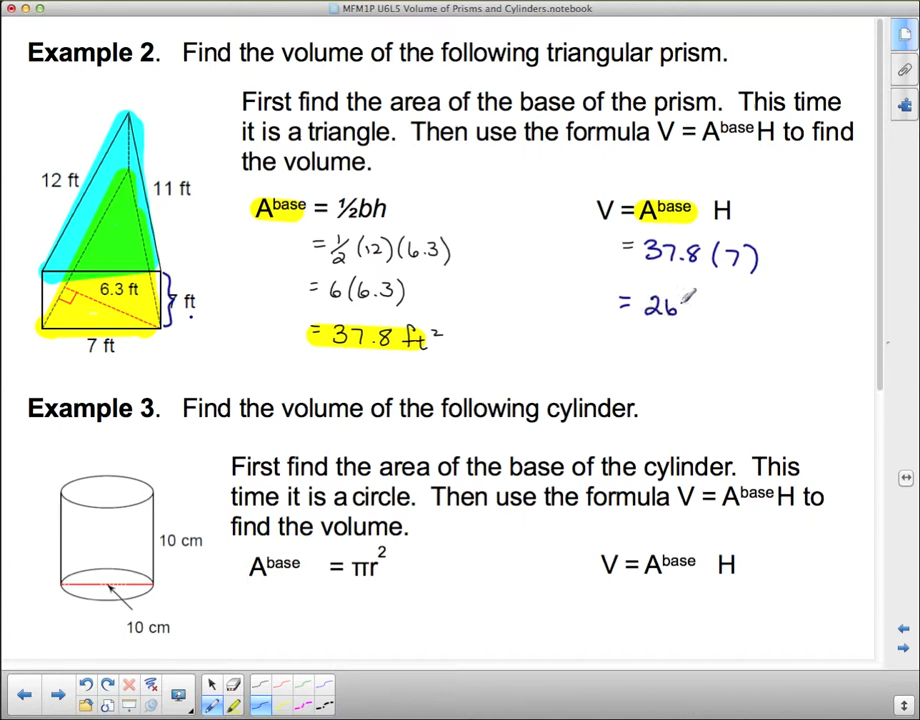 MFM1P U6L5 Volume of Prisms and Cylinders.notebook
Example 2. Find the volume of the following triangular prism.
First find the area of the base of the prism. This time
it is a triangle. Then use the formula V = Abase H to find
the volume.
12 ft
11 ft
6.3 ft
7 ft
7 ft
Abase = ½bh
= 1/2 (12)(6.3)
= 6(6.3)
= 37.8 ft²
V = Abase H
= 37.8(7)
= 26
Example 3. Find the volume of the following cylinder.
First find the area of the base of the cylinder. This
time it is a circle. Then use the formula V = Abase H to
find the volume.
10 cm
10 cm
Abase = πr²
V = Abase H